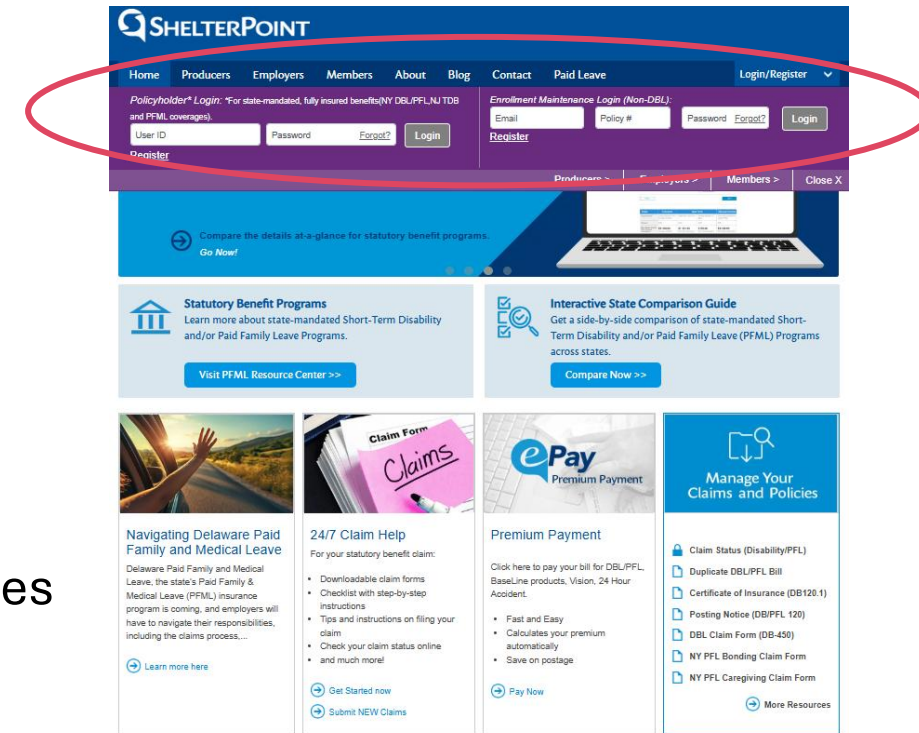 SHELTERPOINT
Home Producers Employers Members About Blog Contact Paid Leave Login/Register
Policyholder* Login: *For state-mandated, fully insured benefits(NY DBL/PFL,NJ TDB
and PFML coverages).
User ID Password Forgot? Login
Register
Enrollment Maintenance Login (Non-DBL):
Email Policy # Password Forgot? Login
Register
Producers > Employers > Members > Close X
Compare the details at-a-glance for statutory benefit programs.
Go Now!
Statutory Benefit Programs
Learn more about state-mandated Short-Term Disability
and/or Paid Family Leave Programs.
Visit PFML Resource Center >>
Interactive State Comparison Guide
Get a side-by-side comparison of state-mandated Short-
Term Disability and/or Paid Family Leave (PFML) Programs
across states.
Compare Now >>
es
Navigating Delaware Paid
Family and Medical Leave
Delaware Paid Family and Medical
Leave, the state's Paid Family &
Medical Leave (PFML) insurance
program is coming, and employers will
have to navigate their responsibilities,
including the claims process,...
Learn more here
Claim Form
Claims
24/7 Claim Help
For your statutory benefit claim:
Downloadable claim forms
Checklist with step-by-step
instructions
Tips and instructions on filing your
claim
Check your claim status online
and much more!
Get Started now
Submit NEW Claims
ePay
Premium Payment
Premium Payment
Click here to pay your bill for DBL/PFL,
BaseLine products, Vision, 24 Hour
Accident.
Fast and Easy
Calculates your premium
automatically
Save on postage
Pay Now
Manage Your
Claims and Policies
Claim Status (Disability/PFL)
Duplicate DBL/PFL Bill
Certificate of Insurance (DB120.1)
Posting Notice (DB/PFL 120)
DBL Claim Form (DB-450)
NY PFL Bonding Claim Form
NY PFL Caregiving Claim Form
More Resources